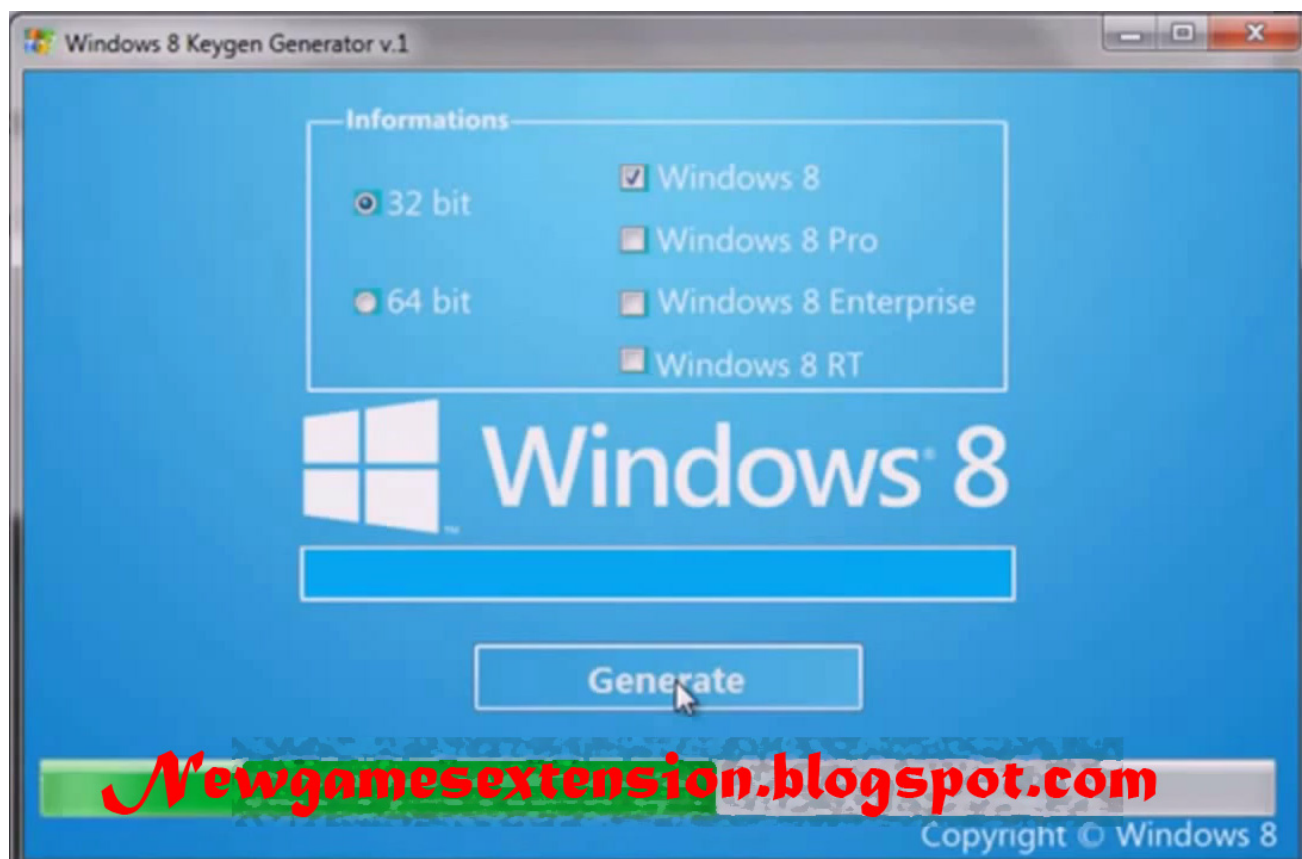 Windows 8 Keygen Generator v.1
Informations
32 bit
64 bit
Windows 8
Windows 8 Pro
Windows 8 Enterprise
Windows 8 RT
Windows® 8
™
Generate
Newgamesextension.blogspot.com
Copyright © Windows 8